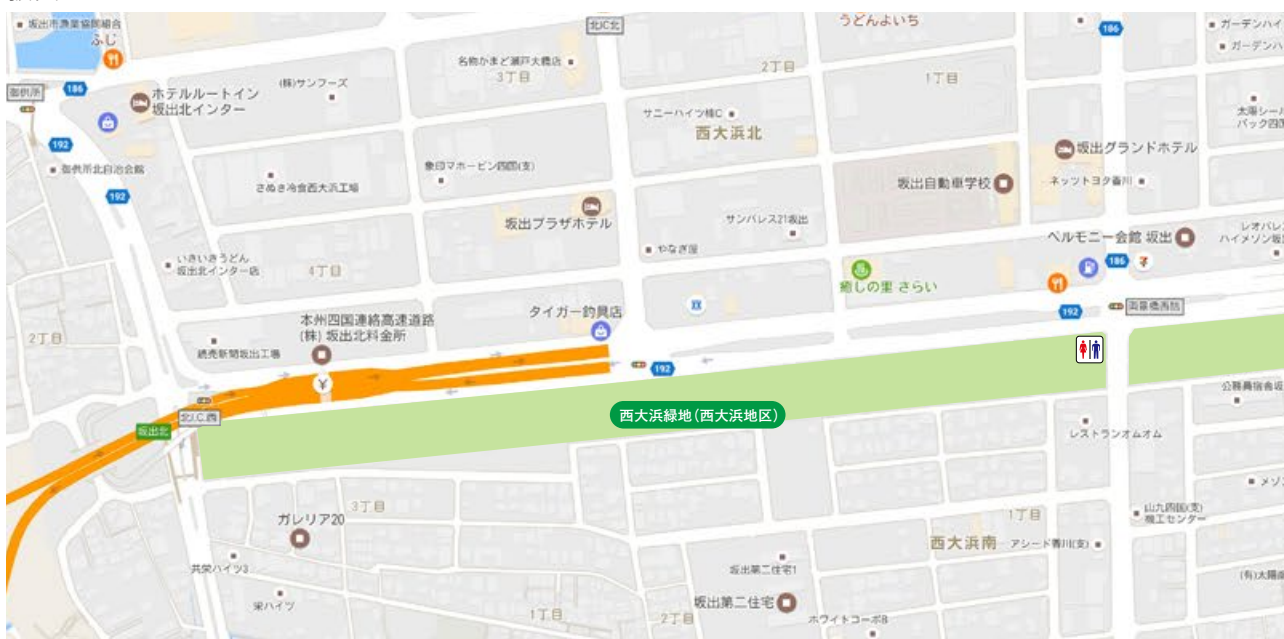 坂出市漁業協同組合
ふじ
北IC北
うどんよいち
186
ガーデンハイ
ガーデンハ
名物かまど瀬戸大橋店
3丁目
2丁目
1丁目
御供所
186
ホテルルートイン
坂出北インター
(株)サンフーズ
サニーハイツ楠C
西大浜北
太陽シール
パック四国
192
御供所北自治会館
坂出グランドホテル
象印マホービン四国(支)
さぬき冷食西大浜工場
坂出自動車学校
ネッツトヨタ香川
192
坂出プラザホテル
サンパレス21坂出
ベルモニー会館 坂出
レオパレス
ハイメゾン坂
やなぎ屋
いきいきうどん
坂出北インター店
4丁目
186
癒しの里 さらい
本州四国連絡高速道路
(株) 坂出北料金所
タイガー釣具店
192
2丁目
読売新聞坂出工場
¥
192
公務員宿舎坂
北I.C.西
西大浜緑地(西大浜地区)
坂出北
レストランオムオム
メゾン
3丁目
ガレリア20
1丁目
山九四国(支)
機工センター
西大浜南
アシード香川(支)
共栄ハイツ3
坂出第二住宅1
(有)太陽
栄ハイツ
1丁目
坂出第二住宅
2丁目
ホワイトコーポB